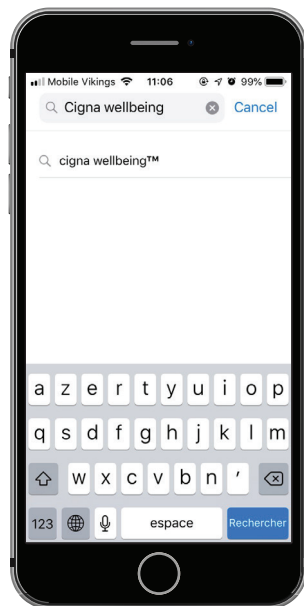 Mobile Vikings 11:06 99%
Cigna wellbeing Cancel
cigna wellbeing™
a z e r t y u i o p
q s d f g h j k l m
w x c v b n ′
123 espace Rechercher